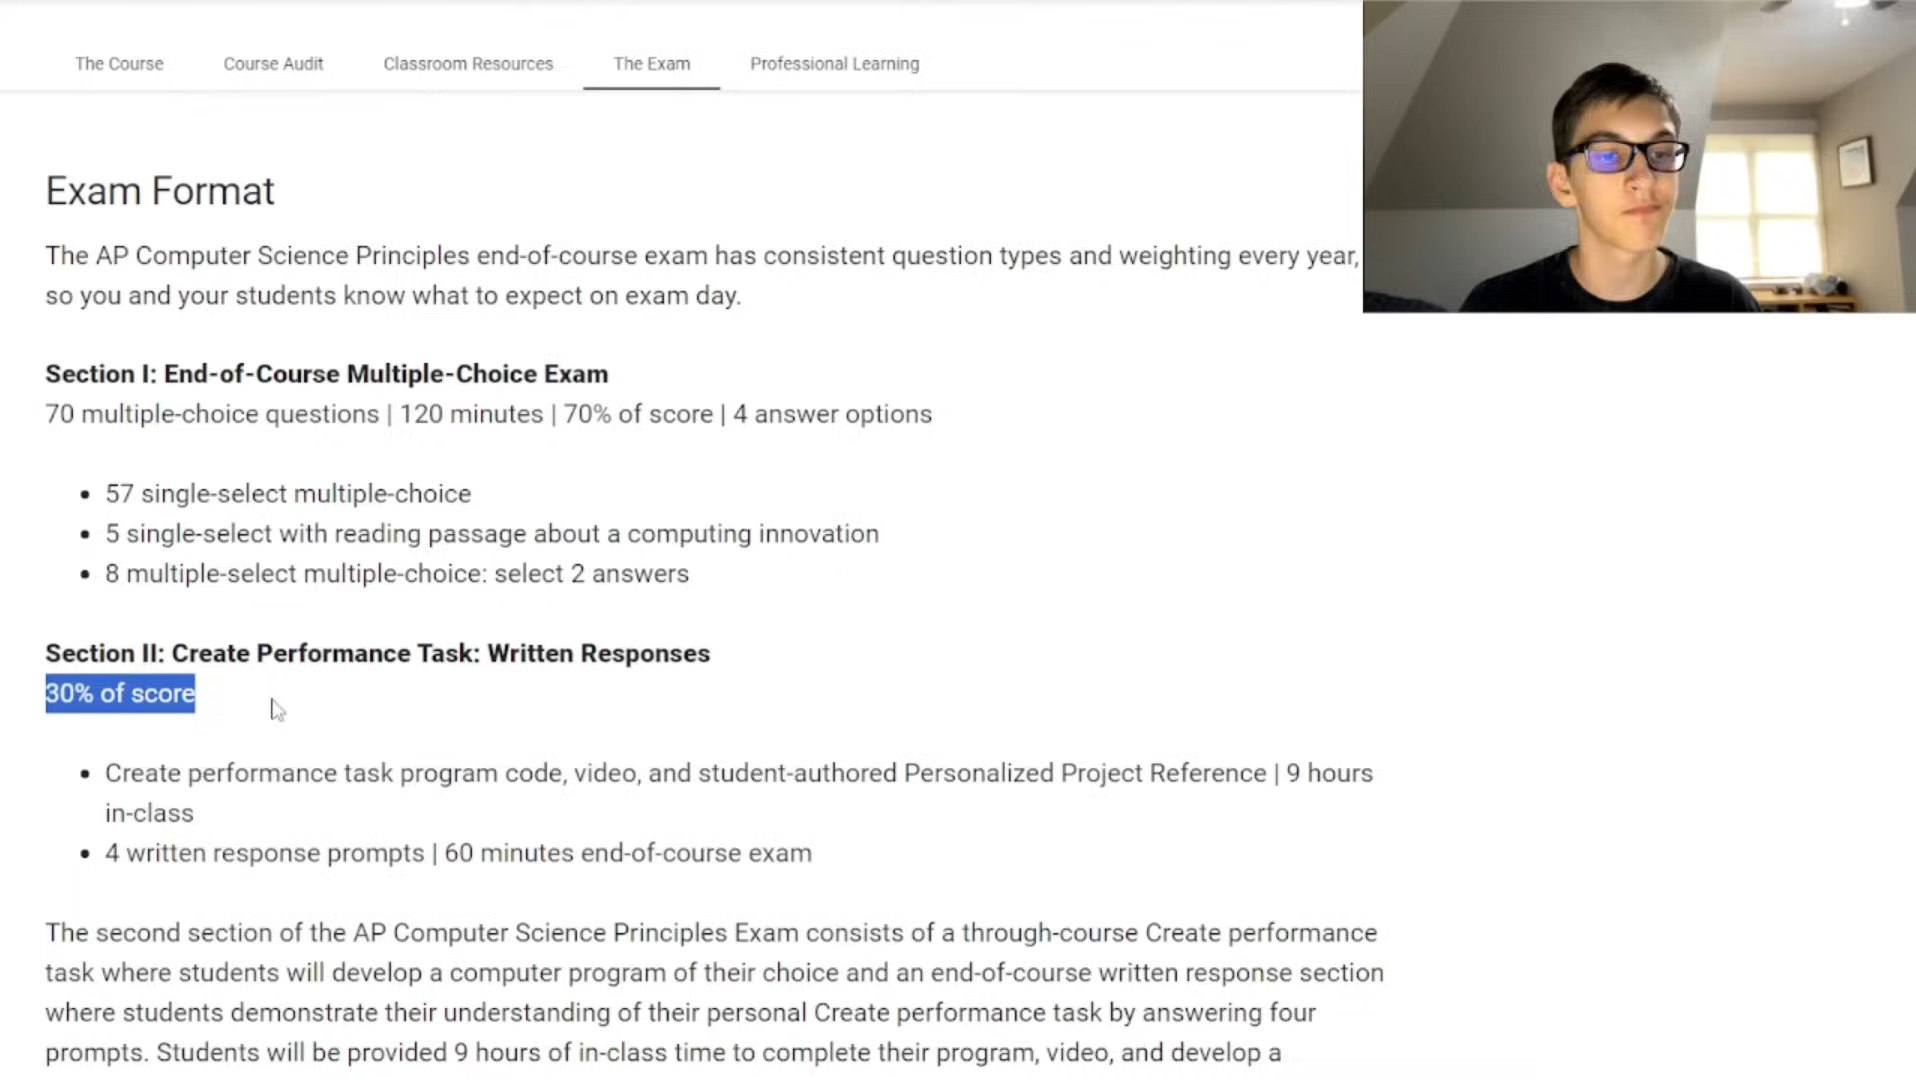 The Course Course Audit Classroom Resources The Exam Professional Learning
Exam Format
The AP Computer Science Principles end-of-course exam has consistent question types and weighting every year,
so you and your students know what to expect on exam day.
Section I: End-of-Course Multiple-Choice Exam
70 multiple-choice questions | 120 minutes | 70% of score | 4 answer options
• 57 single-select multiple-choice
• 5 single-select with reading passage about a computing innovation
• 8 multiple-select multiple-choice: select 2 answers
Section II: Create Performance Task: Written Responses
30% of score
• Create performance task program code, video, and student-authored Personalized Project Reference | 9 hours
in-class
• 4 written response prompts | 60 minutes end-of-course exam
The second section of the AP Computer Science Principles Exam consists of a through-course Create performance
task where students will develop a computer program of their choice and an end-of-course written response section
where students demonstrate their understanding of their personal Create performance task by answering four
prompts. Students will be provided 9 hours of in-class time to complete their program, video, and develop a